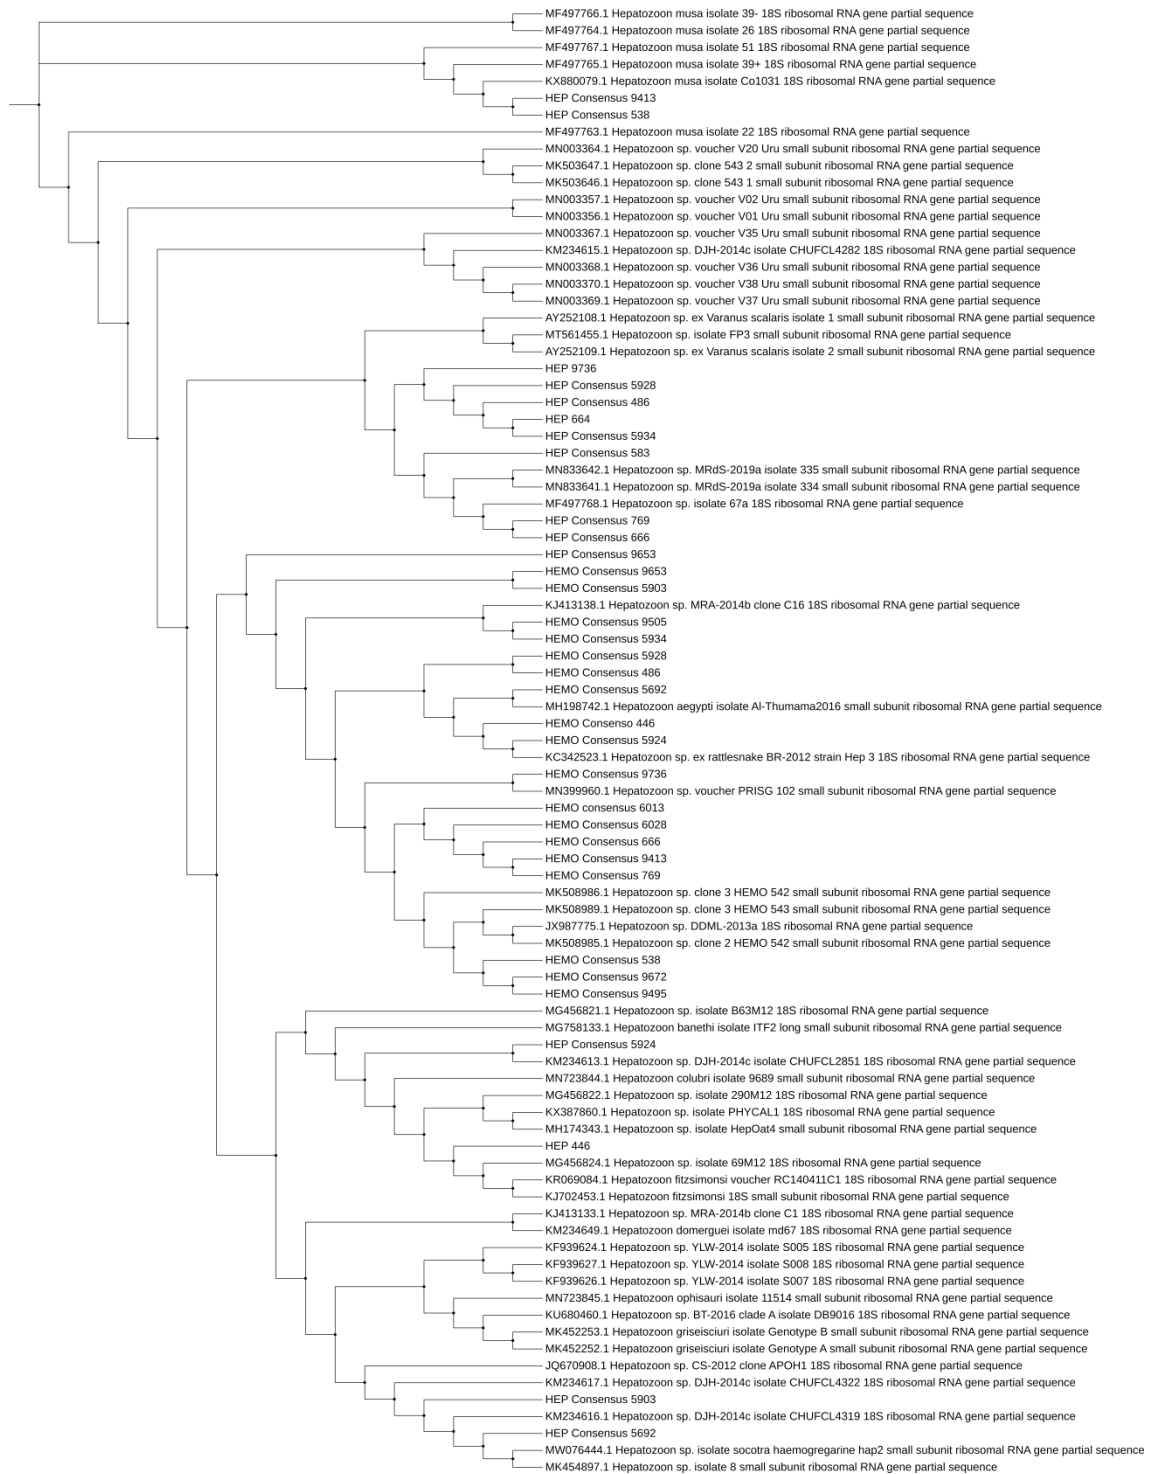 MF497766.1 Hepatozoon musa isolate 39- 18S ribosomal RNA gene partial sequence
MF497764.1 Hepatozoon musa isolate 26 18S ribosomal RNA gene partial sequence
MF497767.1 Hepatozoon musa isolate 51 18S ribosomal RNA gene partial sequence
MF497765.1 Hepatozoon musa isolate 39+ 18S ribosomal RNA gene partial sequence
KX880079.1 Hepatozoon musa isolate Co1031 18S ribosomal RNA gene partial sequence
HEP Consensus 9413
HEP Consensus 538
MF497763.1 Hepatozoon musa isolate 22 18S ribosomal RNA gene partial sequence
MN003364.1 Hepatozoon sp. voucher V20 Uru small subunit ribosomal RNA gene partial sequence
MK503647.1 Hepatozoon sp. clone 543 2 small subunit ribosomal RNA gene partial sequence
MK503646.1 Hepatozoon sp. clone 543 1 small subunit ribosomal RNA gene partial sequence
MN003357.1 Hepatozoon sp. voucher V02 Uru small subunit ribosomal RNA gene partial sequence
MN003356.1 Hepatozoon sp. voucher V01 Uru small subunit ribosomal RNA gene partial sequence
MN003367.1 Hepatozoon sp. voucher V35 Uru small subunit ribosomal RNA gene partial sequence
KM234615.1 Hepatozoon sp. DJH-2014c isolate CHUFCL4282 18S ribosomal RNA gene partial sequence
MN003368.1 Hepatozoon sp. voucher V36 Uru small subunit ribosomal RNA gene partial sequence
MN003370.1 Hepatozoon sp. voucher V38 Uru small subunit ribosomal RNA gene partial sequence
MN003369.1 Hepatozoon sp. voucher V37 Uru small subunit ribosomal RNA gene partial sequence
AY252108.1 Hepatozoon sp. ex Varanus scalaris isolate 1 small subunit ribosomal RNA gene partial sequence
MT561455.1 Hepatozoon sp. isolate FP3 small subunit ribosomal RNA gene partial sequence
AY252109.1 Hepatozoon sp. ex Varanus scalaris isolate 2 small subunit ribosomal RNA gene partial sequence
HEP 9736
HEP Consensus 5928
HEP Consensus 486
HEP 664
HEP Consensus 5934
HEP Consensus 583
MN833642.1 Hepatozoon sp. MRdS-2019a isolate 335 small subunit ribosomal RNA gene partial sequence
MN833641.1 Hepatozoon sp. MRdS-2019a isolate 334 small subunit ribosomal RNA gene partial sequence
MF497768.1 Hepatozoon sp. isolate 67a 18S ribosomal RNA gene partial sequence
HEP Consensus 769
HEP Consensus 666
HEP Consensus 9653
HEMO Consensus 9653
HEMO Consensus 5903
KJ413138.1 Hepatozoon sp. MRA-2014b clone C16 18S ribosomal RNA gene partial sequence
HEMO Consensus 9505
HEMO Consensus 5934
HEMO Consensus 5928
HEMO Consensus 486
HEMO Consensus 5692
MH198742.1 Hepatozoon aegypti isolate Al-Thumama2016 small subunit ribosomal RNA gene partial sequence
HEMO Consenso 446
HEMO Consensus 5924
KC342523.1 Hepatozoon sp. ex rattlesnake BR-2012 strain Hep 3 18S ribosomal RNA gene partial sequence
HEMO Consensus 9736
MN399960.1 Hepatozoon sp. voucher PRISG 102 small subunit ribosomal RNA gene partial sequence
HEMO consensus 6013
HEMO Consensus 6028
HEMO Consensus 666
HEMO Consensus 9413
HEMO Consensus 769
MK508986.1 Hepatozoon sp. clone 3 HEMO 542 small subunit ribosomal RNA gene partial sequence
MK508989.1 Hepatozoon sp. clone 3 HEMO 543 small subunit ribosomal RNA gene partial sequence
JX987775.1 Hepatozoon sp. DDML-2013a 18S ribosomal RNA gene partial sequence
MK508985.1 Hepatozoon sp. clone 2 HEMO 542 small subunit ribosomal RNA gene partial sequence
HEMO Consensus 538
HEMO Consensus 9672
HEMO Consensus 9495
MG456821.1 Hepatozoon sp. isolate B63M12 18S ribosomal RNA gene partial sequence
MG758133.1 Hepatozoon banethi isolate ITF2 long small subunit ribosomal RNA gene partial sequence
HEP Consensus 5924
KM234613.1 Hepatozoon sp. DJH-2014c isolate CHUFCL2851 18S ribosomal RNA gene partial sequence
MN723844.1 Hepatozoon colubri isolate 9689 small subunit ribosomal RNA gene partial sequence
MG456822.1 Hepatozoon sp. isolate 290M12 18S ribosomal RNA gene partial sequence
KX387860.1 Hepatozoon sp. isolate PHYCAL1 18S ribosomal RNA gene partial sequence
MH174343.1 Hepatozoon sp. isolate HepOat4 small subunit ribosomal RNA gene partial sequence
HEP 446
MG456824.1 Hepatozoon sp. isolate 69M12 18S ribosomal RNA gene partial sequence
KR069084.1 Hepatozoon fitzsimonsi voucher RC140411C1 18S ribosomal RNA gene partial sequence
KJ702453.1 Hepatozoon fitzsimonsi 18S small subunit ribosomal RNA gene partial sequence
KJ413133.1 Hepatozoon sp. MRA-2014b clone C1 18S ribosomal RNA gene partial sequence
KM234649.1 Hepatozoon domerguei isolate md67 18S ribosomal RNA gene partial sequence
KF939624.1 Hepatozoon sp. YLW-2014 isolate S005 18S ribosomal RNA gene partial sequence
KF939627.1 Hepatozoon sp. YLW-2014 isolate S008 18S ribosomal RNA gene partial sequence
KF939626.1 Hepatozoon sp. YLW-2014 isolate S007 18S ribosomal RNA gene partial sequence
MN723845.1 Hepatozoon ophisauri isolate 11514 small subunit ribosomal RNA gene partial sequence
KU680460.1 Hepatozoon sp. BT-2016 clade A isolate DB9016 18S ribosomal RNA gene partial sequence
MK452253.1 Hepatozoon griseisciuri isolate Genotype B small subunit ribosomal RNA gene partial sequence
MK452252.1 Hepatozoon griseisciuri isolate Genotype A small subunit ribosomal RNA gene partial sequence
JQ670908.1 Hepatozoon sp. CS-2012 clone APOH1 18S ribosomal RNA gene partial sequence
KM234617.1 Hepatozoon sp. DJH-2014c isolate CHUFCL4322 18S ribosomal RNA gene partial sequence
HEP Consensus 5903
KM234616.1 Hepatozoon sp. DJH-2014c isolate CHUFCL4319 18S ribosomal RNA gene partial sequence
HEP Consensus 5692
MW076444.1 Hepatozoon sp. isolate socotra haemogregarine hap2 small subunit ribosomal RNA gene partial sequence
MK454897.1 Hepatozoon sp. isolate 8 small subunit ribosomal RNA gene partial sequence